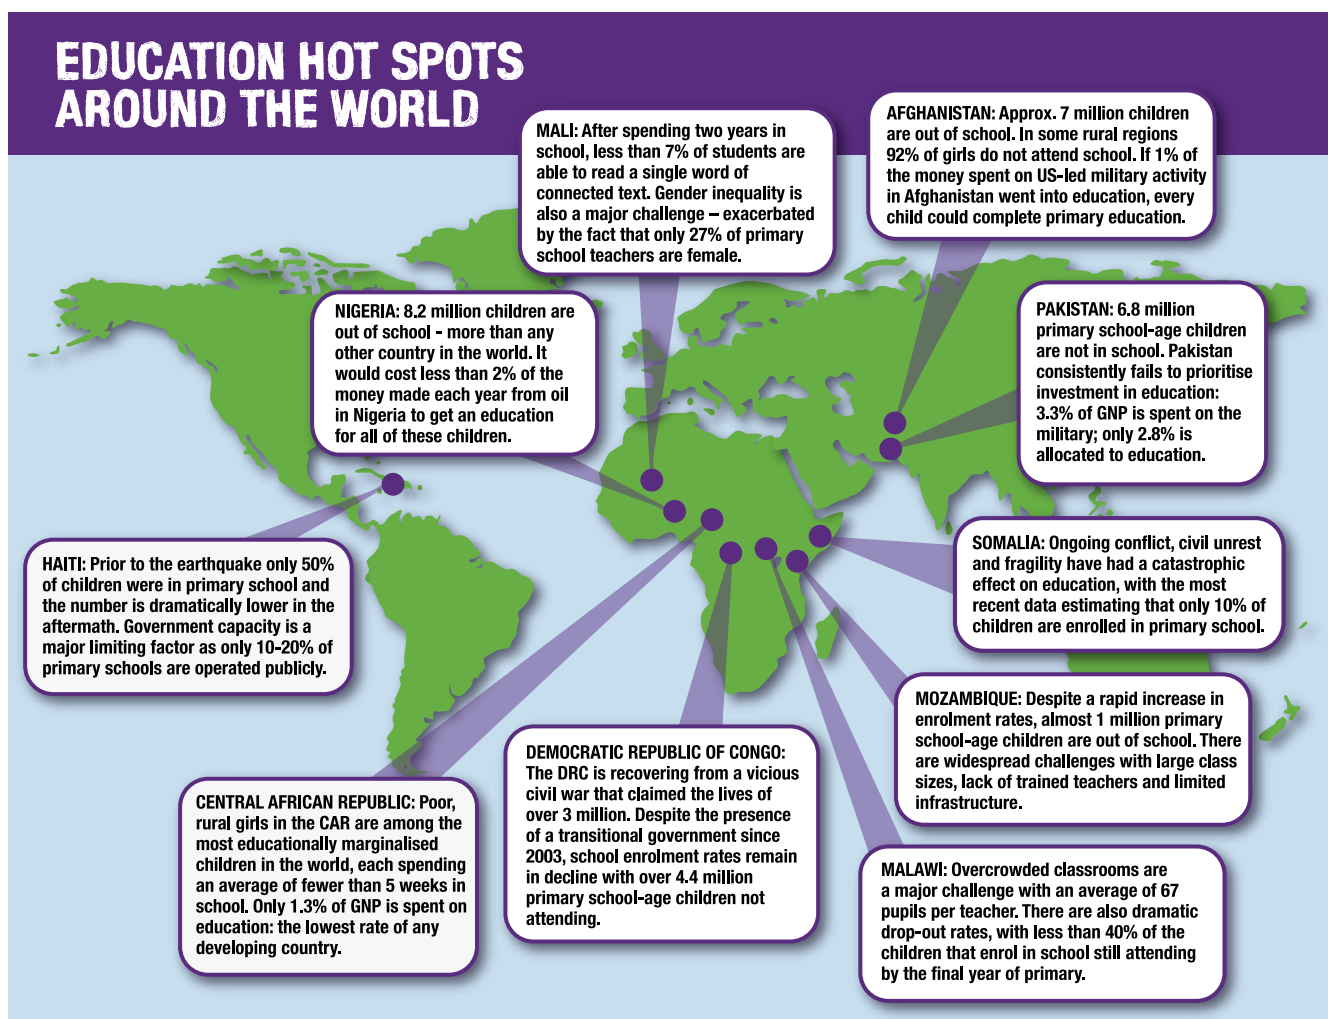 EDUCATION HOT SPOTS
AROUND THE WORLD
MALI: After spending two years in
school, less than 7% of students are
able to read a single word of
connected text. Gender inequality is
also a major challenge – exacerbated
by the fact that only 27% of primary
school teachers are female.
AFGHANISTAN: Approx. 7 million children
are out of school. In some rural regions
92% of girls do not attend school. If 1% of
the money spent on US-led military activity
in Afghanistan went into education, every
child could complete primary education.
NIGERIA: 8.2 million children are
out of school - more than any
other country in the world. It
would cost less than 2% of the
money made each year from oil
in Nigeria to get an education
for all of these children.
PAKISTAN: 6.8 million
primary school-age children
are not in school. Pakistan
consistently fails to prioritise
investment in education:
3.3% of GNP is spent on the
military; only 2.8% is
allocated to education.
HAITI: Prior to the earthquake only 50%
of children were in primary school and
the number is dramatically lower in the
aftermath. Government capacity is a
major limiting factor as only 10-20% of
primary schools are operated publicly.
SOMALIA: Ongoing conflict, civil unrest
and fragility have had a catastrophic
effect on education, with the most
recent data estimating that only 10% of
children are enrolled in primary school.
MOZAMBIQUE: Despite a rapid increase in
enrolment rates, almost 1 million primary
school-age children are out of school. There
are widespread challenges with large class
sizes, lack of trained teachers and limited
infrastructure.
DEMOCRATIC REPUBLIC OF CONGO:
The DRC is recovering from a vicious
civil war that claimed the lives of
over 3 million. Despite the presence
of a transitional government since
2003, school enrolment rates remain
in decline with over 4.4 million
primary school-age children not
attending.
CENTRAL AFRICAN REPUBLIC: Poor,
rural girls in the CAR are among the
most educationally marginalised
children in the world, each spending
an average of fewer than 5 weeks in
school. Only 1.3% of GNP is spent on
education: the lowest rate of any
developing country.
MALAWI: Overcrowded classrooms are
a major challenge with an average of 67
pupils per teacher. There are also dramatic
drop-out rates, with less than 40% of the
children that enrol in school still attending
by the final year of primary.